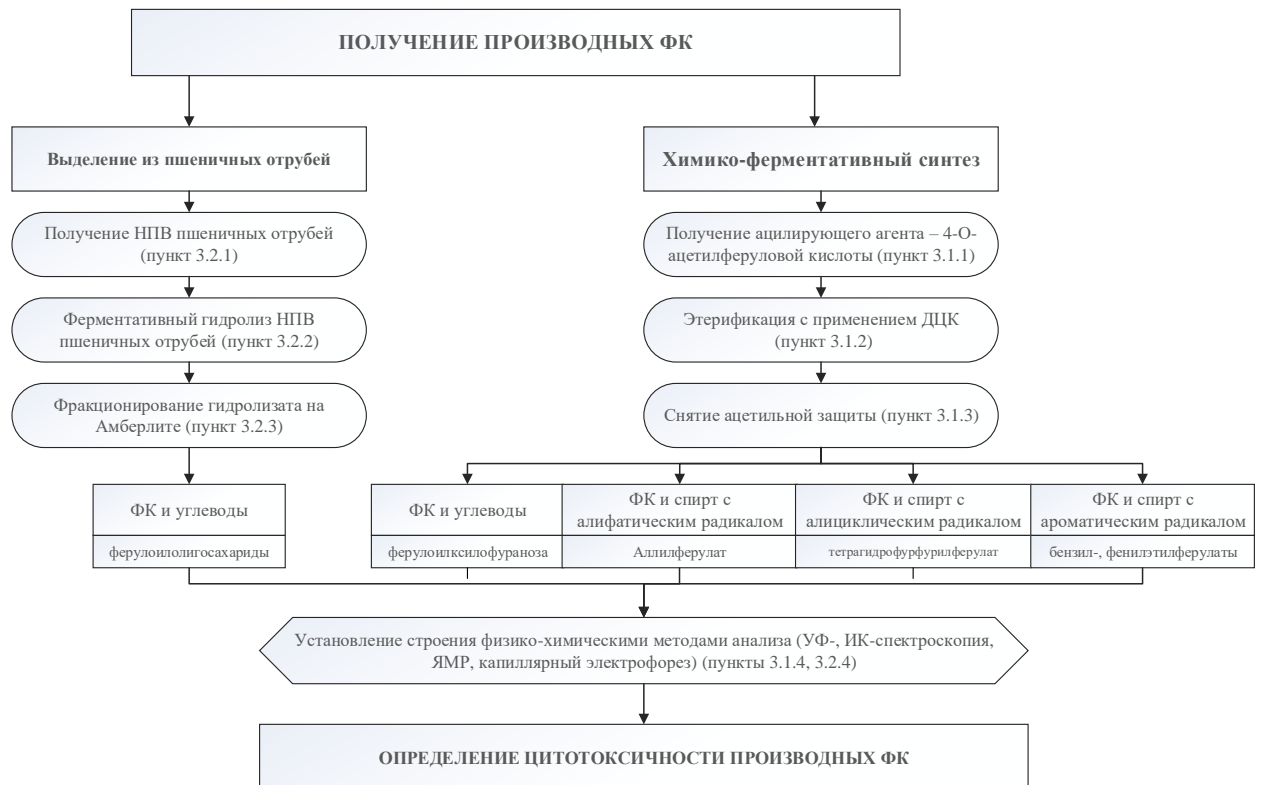 ПОЛУЧЕНИЕ ПРОИЗВОДНЫХ ФК
Выделение из пшеничных отрубей
Получение НПВ пшеничных отрубей
(пункт 3.2.1)
Ферментативный гидролиз НПВ
пшеничных отрубей (пункт 3.2.2)
Фракционирование гидролизата на
Амберлите (пункт 3.2.3)
ФК и углеводы
ферулоилолигосахариды
Химико-ферментативный синтез
Получение ацилирующего агента – 4-О-
ацетилферуловой кислоты (пункт 3.1.1)
Этерификация с применением ДЦК
(пункт 3.1.2)
Снятие ацетильной защиты (пункт 3.1.3)
ФК и углеводы
ферулоилксилофураноза
ФК и спирт с
алифатическим радикалом
Аллилферулат
ФК и спирт с
алициклическим радикалом
тетрагидрофурфурилферулат
ФК и спирт с
ароматическим радикалом
бензил-, фенилэтилферулаты
Установление строения физико-химическими методами анализа (УФ-, ИК-спектроскопия,
ЯМР, капиллярный электрофорез) (пункты 3.1.4, 3.2.4)
ОПРЕДЕЛЕНИЕ ЦИТОТОКСИЧНОСТИ ПРОИЗВОДНЫХ ФК